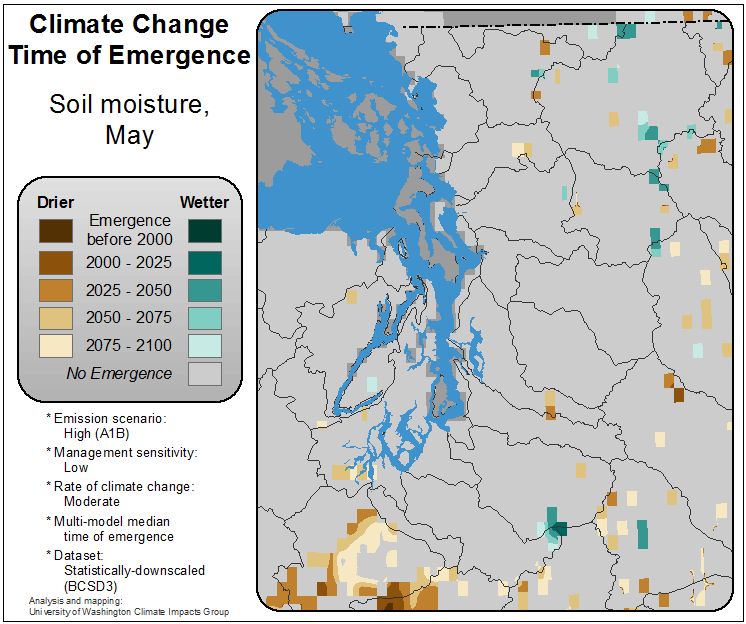 Climate Change
Time of Emergence
Soil moisture,
May
Drier
Wetter
Emergence
before 2000
2000 - 2025
2025 - 2050
2050 - 2075
2075 - 2100
No Emergence
* Emission scenario:
High (A1B)
* Management sensitivity:
Low
* Rate of climate change:
Moderate
* Multi-model median
time of emergence
* Dataset:
Statistically-downscaled
(BCSD3)
Analysis and mapping:
University of Washington Climate Impacts Group